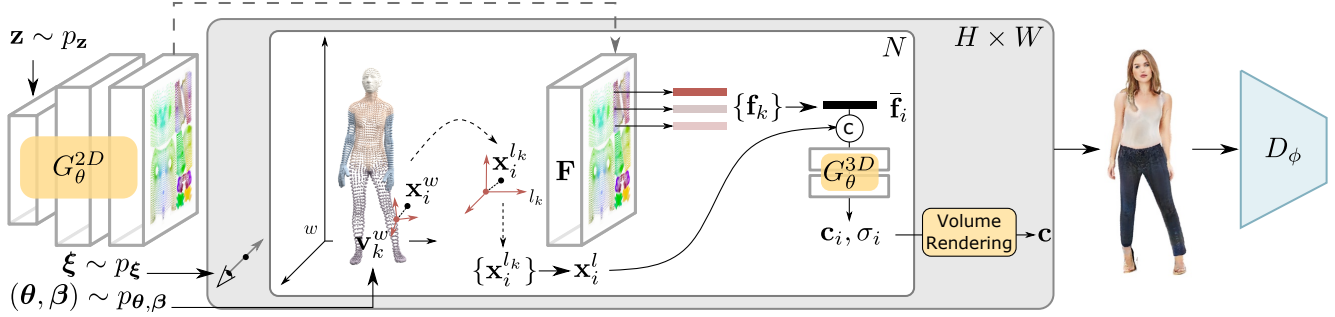 z ∼ p_z
G_θ^{2D}
ξ ∼ p_ξ
(θ, β) ∼ p_{θ,β}
w
v_k^w
x_i^w
x_i^{l_k}
l_k
{x_i^{l_k}}
x_i^l
F
{f_k}
f̄_i
c
G_θ^{3D}
c_i, σ_i
N
H × W
Volume
Rendering
c
D_ϕ